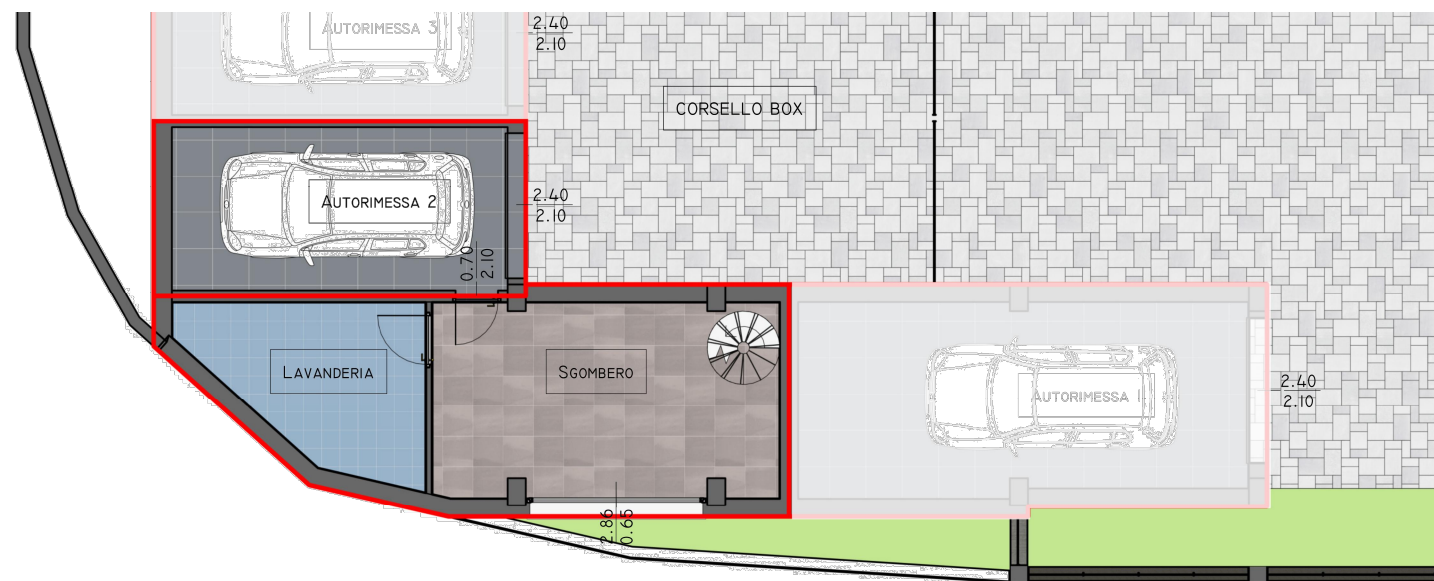 AUTORIMESSA 3
2.40
2.10
CORSELLO BOX
AUTORIMESSA 2
2.40
2.10
0.70
2.10
LAVANDERIA
SGOMBERO
AUTORIMESSA 1
2.40
2.10
2.86
0.65